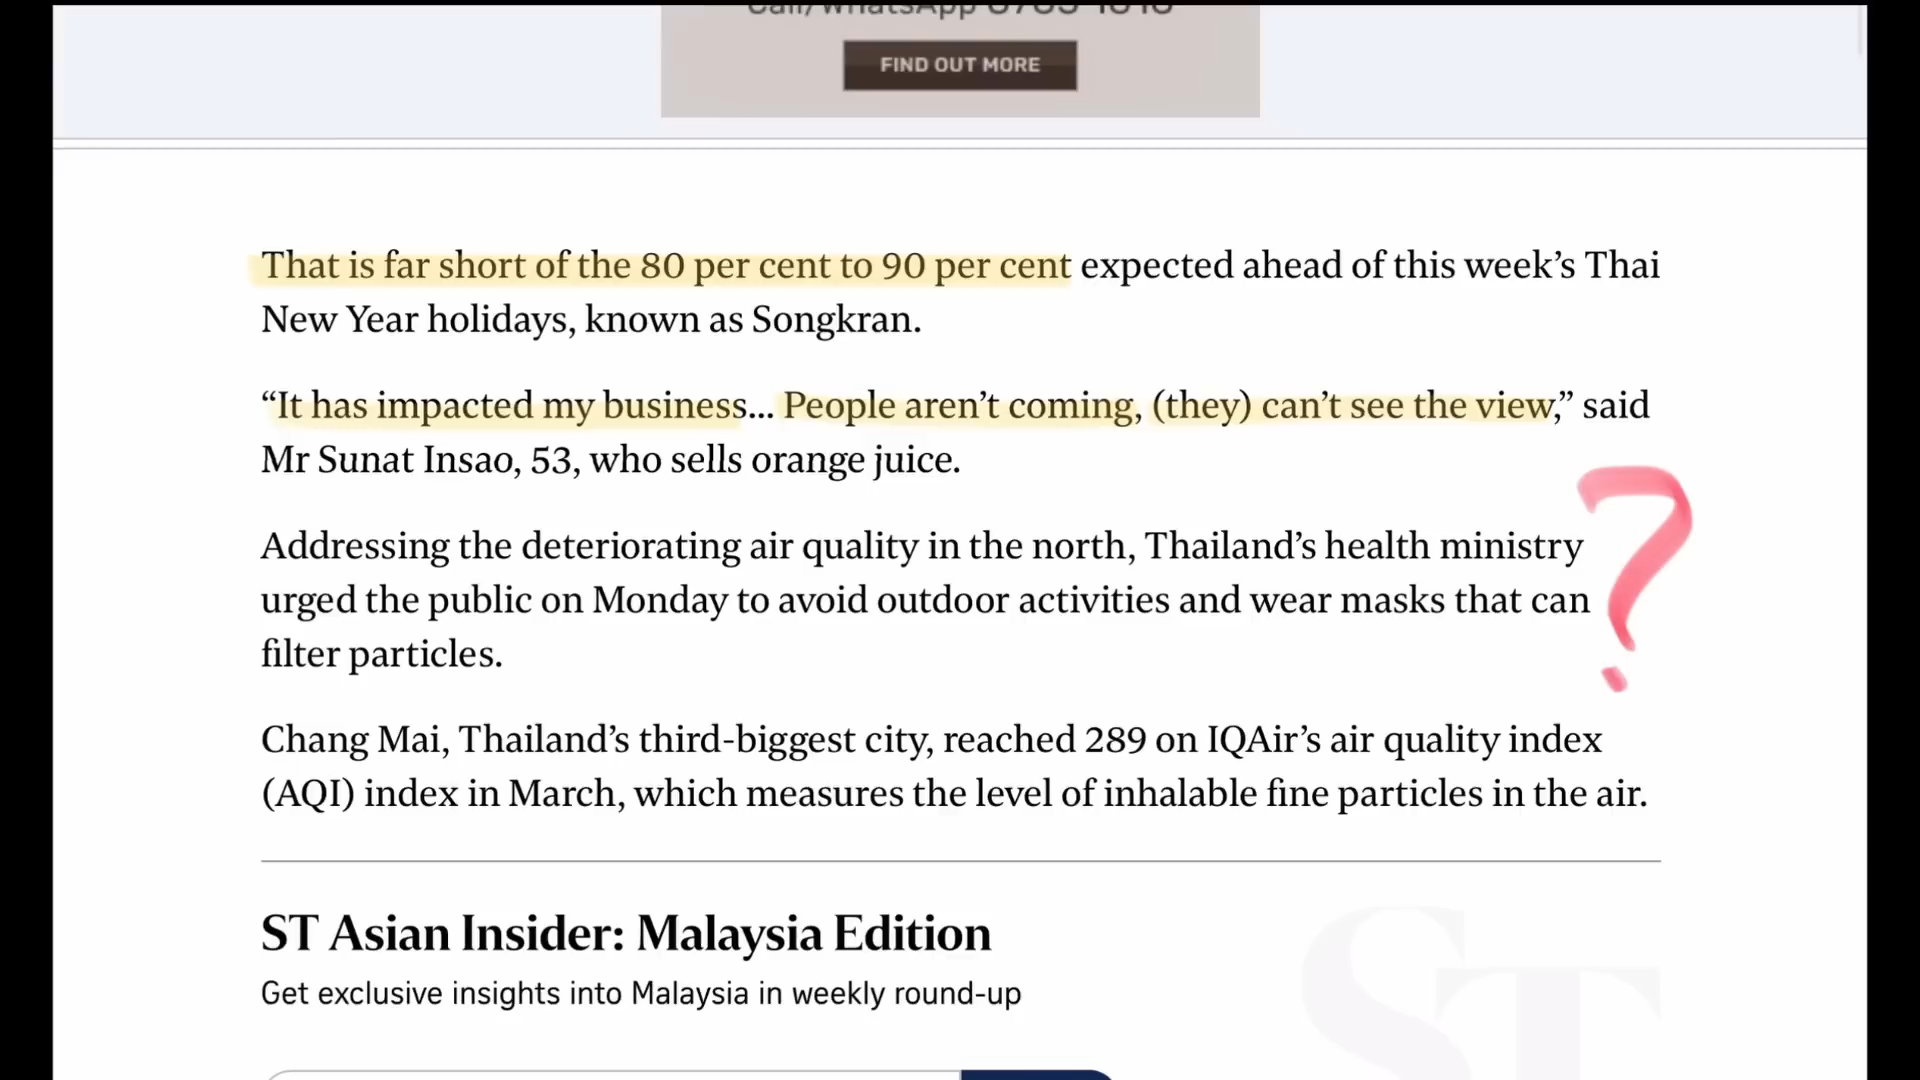 Call/WhatsApp
FIND OUT MORE
That is far short of the 80 per cent to 90 per cent expected ahead of this week’s Thai
New Year holidays, known as Songkran.
“It has impacted my business... People aren’t coming, (they) can’t see the view,” said
Mr Sunat Insao, 53, who sells orange juice.
Addressing the deteriorating air quality in the north, Thailand’s health ministry
urged the public on Monday to avoid outdoor activities and wear masks that can
filter particles.
?
Chang Mai, Thailand’s third-biggest city, reached 289 on IQAir’s air quality index
(AQI) index in March, which measures the level of inhalable fine particles in the air.
ST Asian Insider: Malaysia Edition
Get exclusive insights into Malaysia in weekly round-up
ST